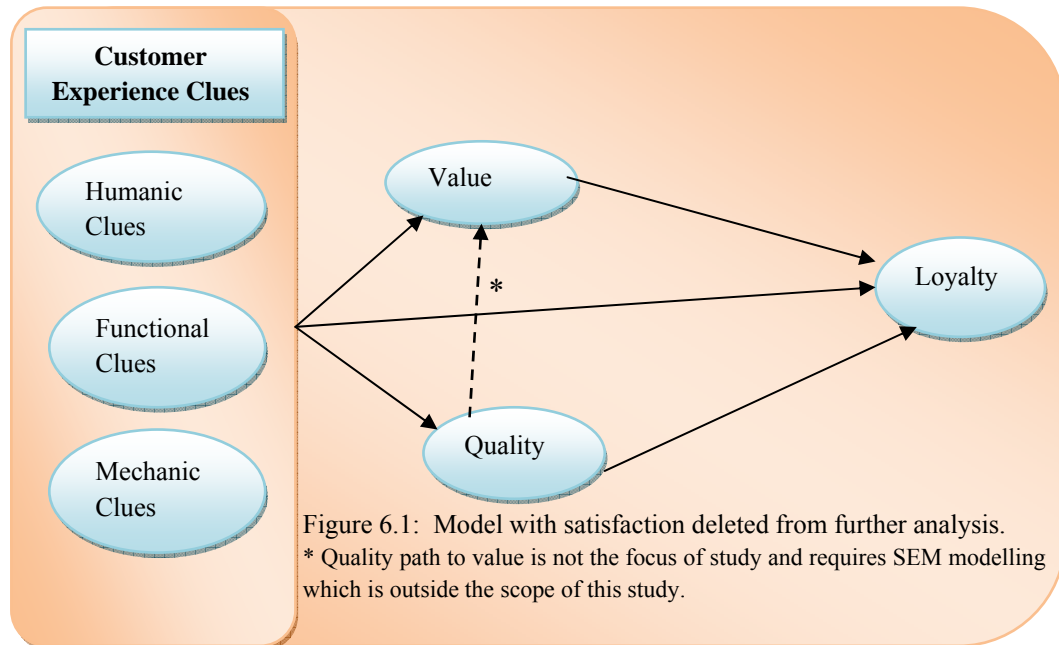 Customer
Experience Clues
Humanic
Clues
Functional
Clues
Mechanic
Clues
Value
*
Quality
Loyalty
Figure 6.1: Model with satisfaction deleted from further analysis.
* Quality path to value is not the focus of study and requires SEM modelling
which is outside the scope of this study.